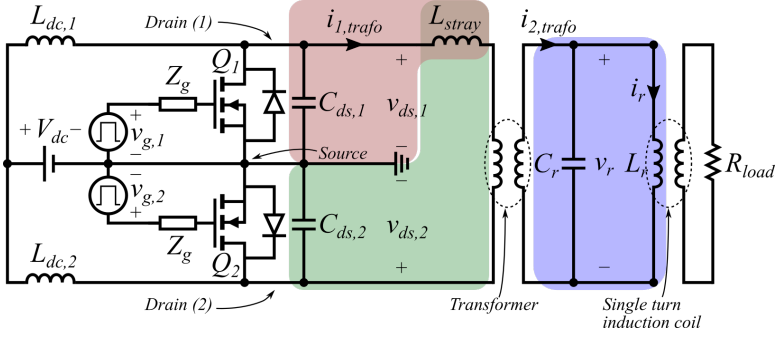 L_dc,1
Drain (1)
i_1,trafo
L_stray
i_2,trafo
Q_1
Z_g
+
+
i_r
+ V_dc −
+
v_g,1
−
C_ds,1
v_ds,1
−
Source
−
v_g,2
+
−
C_r
v_r
L_r
R_load
Z_g
Q_2
C_ds,2
v_ds,2
L_dc,2
+
−
Drain (2)
Transformer
Single turn
induction coil